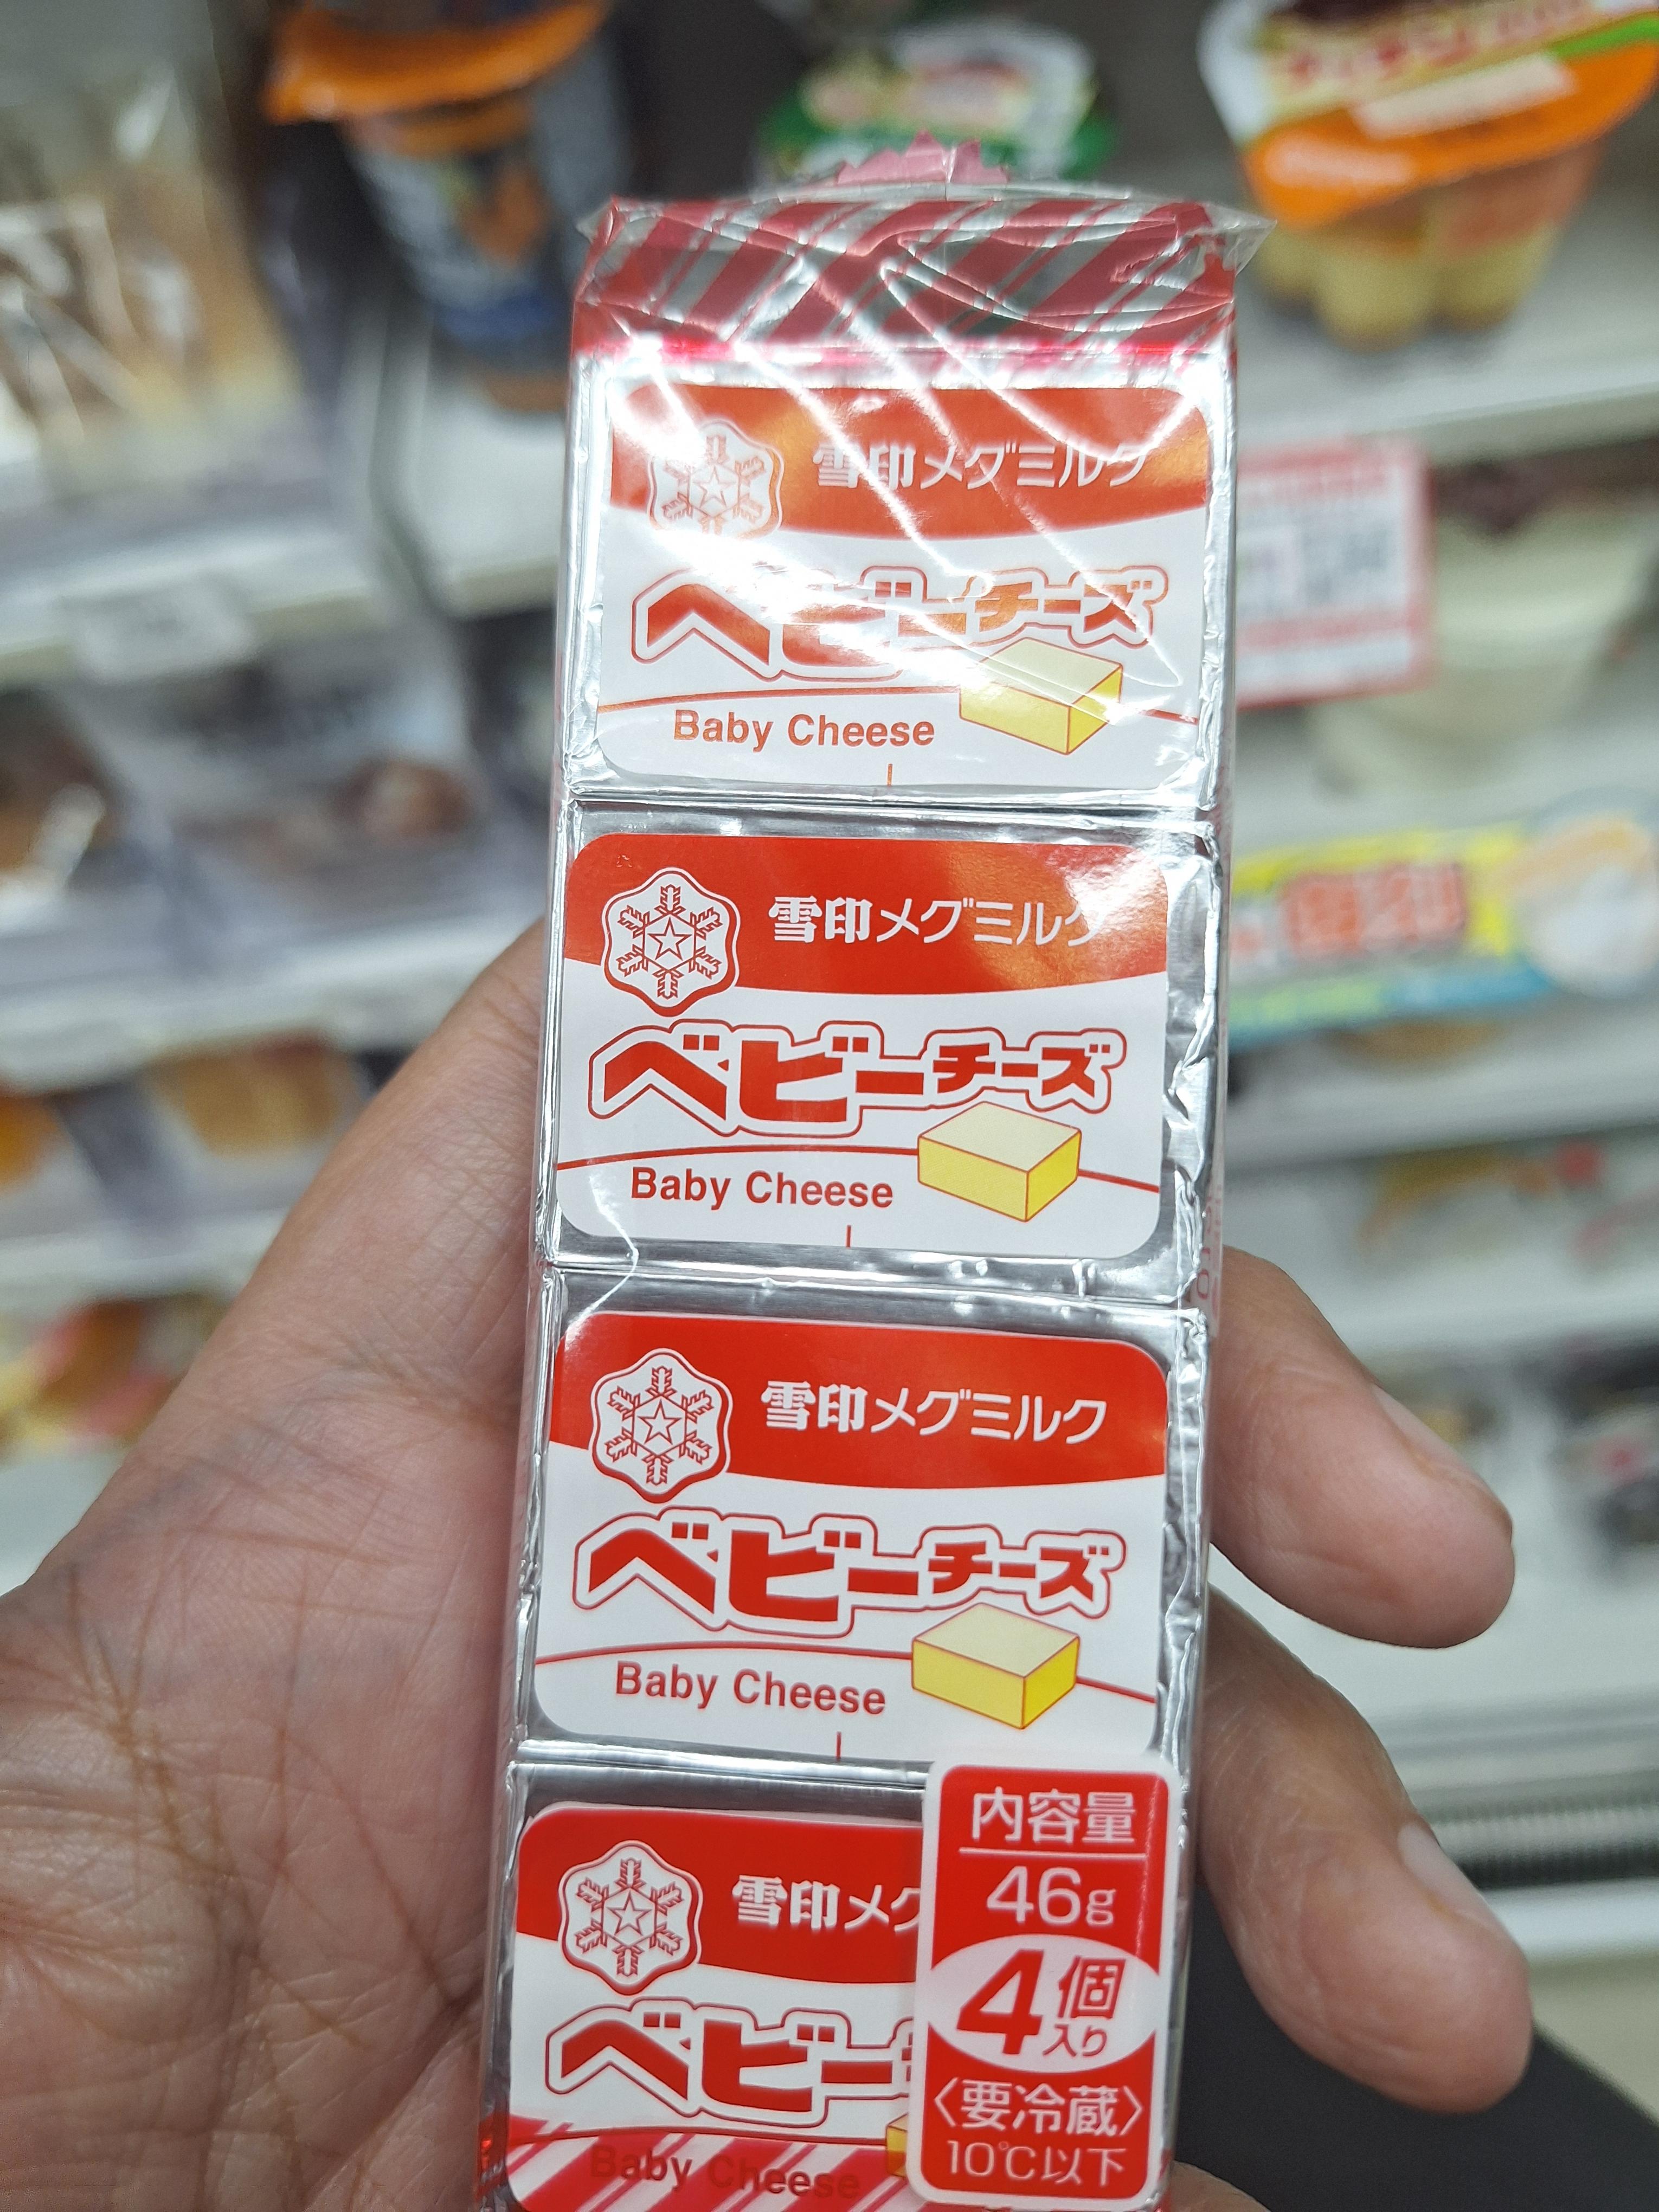 雪印メグミルク
ベビーチーズ
Baby Cheese
雪印メグミルク
ベビーチーズ
Baby Cheese
雪印メグミルク
ベビーチーズ
Baby Cheese
雪印メグ
ベビー
Baby Cheese
内容量
46g
4個
入り
〈要冷蔵〉
10℃以下